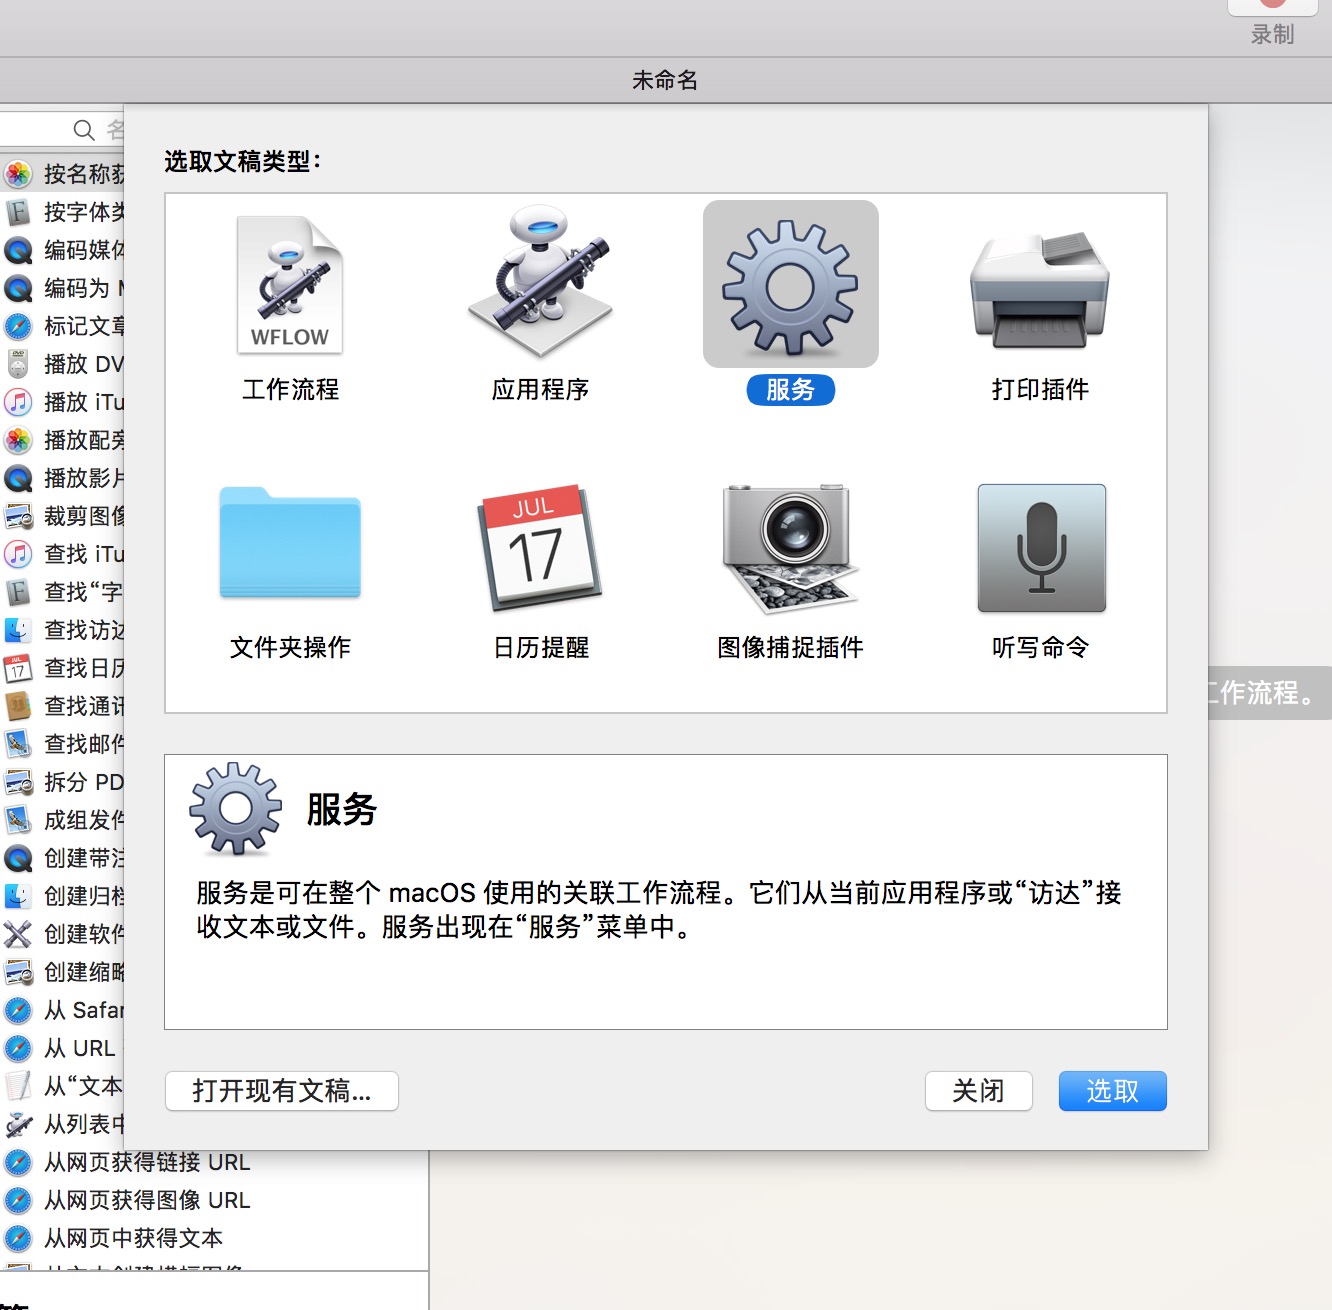 录制
未命名
选取文稿类型：
WFLOW
工作流程
应用程序
服务
打印插件
JUL
17
文件夹操作
日历提醒
图像捕捉插件
听写命令
服务
服务是可在整个 macOS 使用的关联工作流程。它们从当前应用程序或“访达”接
收文本或文件。服务出现在“服务”菜单中。
打开现有文稿...
关闭
选取
名
按名称获
按字体类
编码媒体
编码为
标记文章
播放 DV
播放 iTu
播放配旁
播放影片
裁剪图像
查找 iTu
查找“字
查找访达
查找日历
查找通讯
查找邮件
拆分 PD
成组发件
创建带注
创建归档
创建软件
创建缩略
从 Safar
从 URL
从“文本
从列表中
从网页获得链接 URL
从网页获得图像 URL
从网页中获得文本
工作流程。